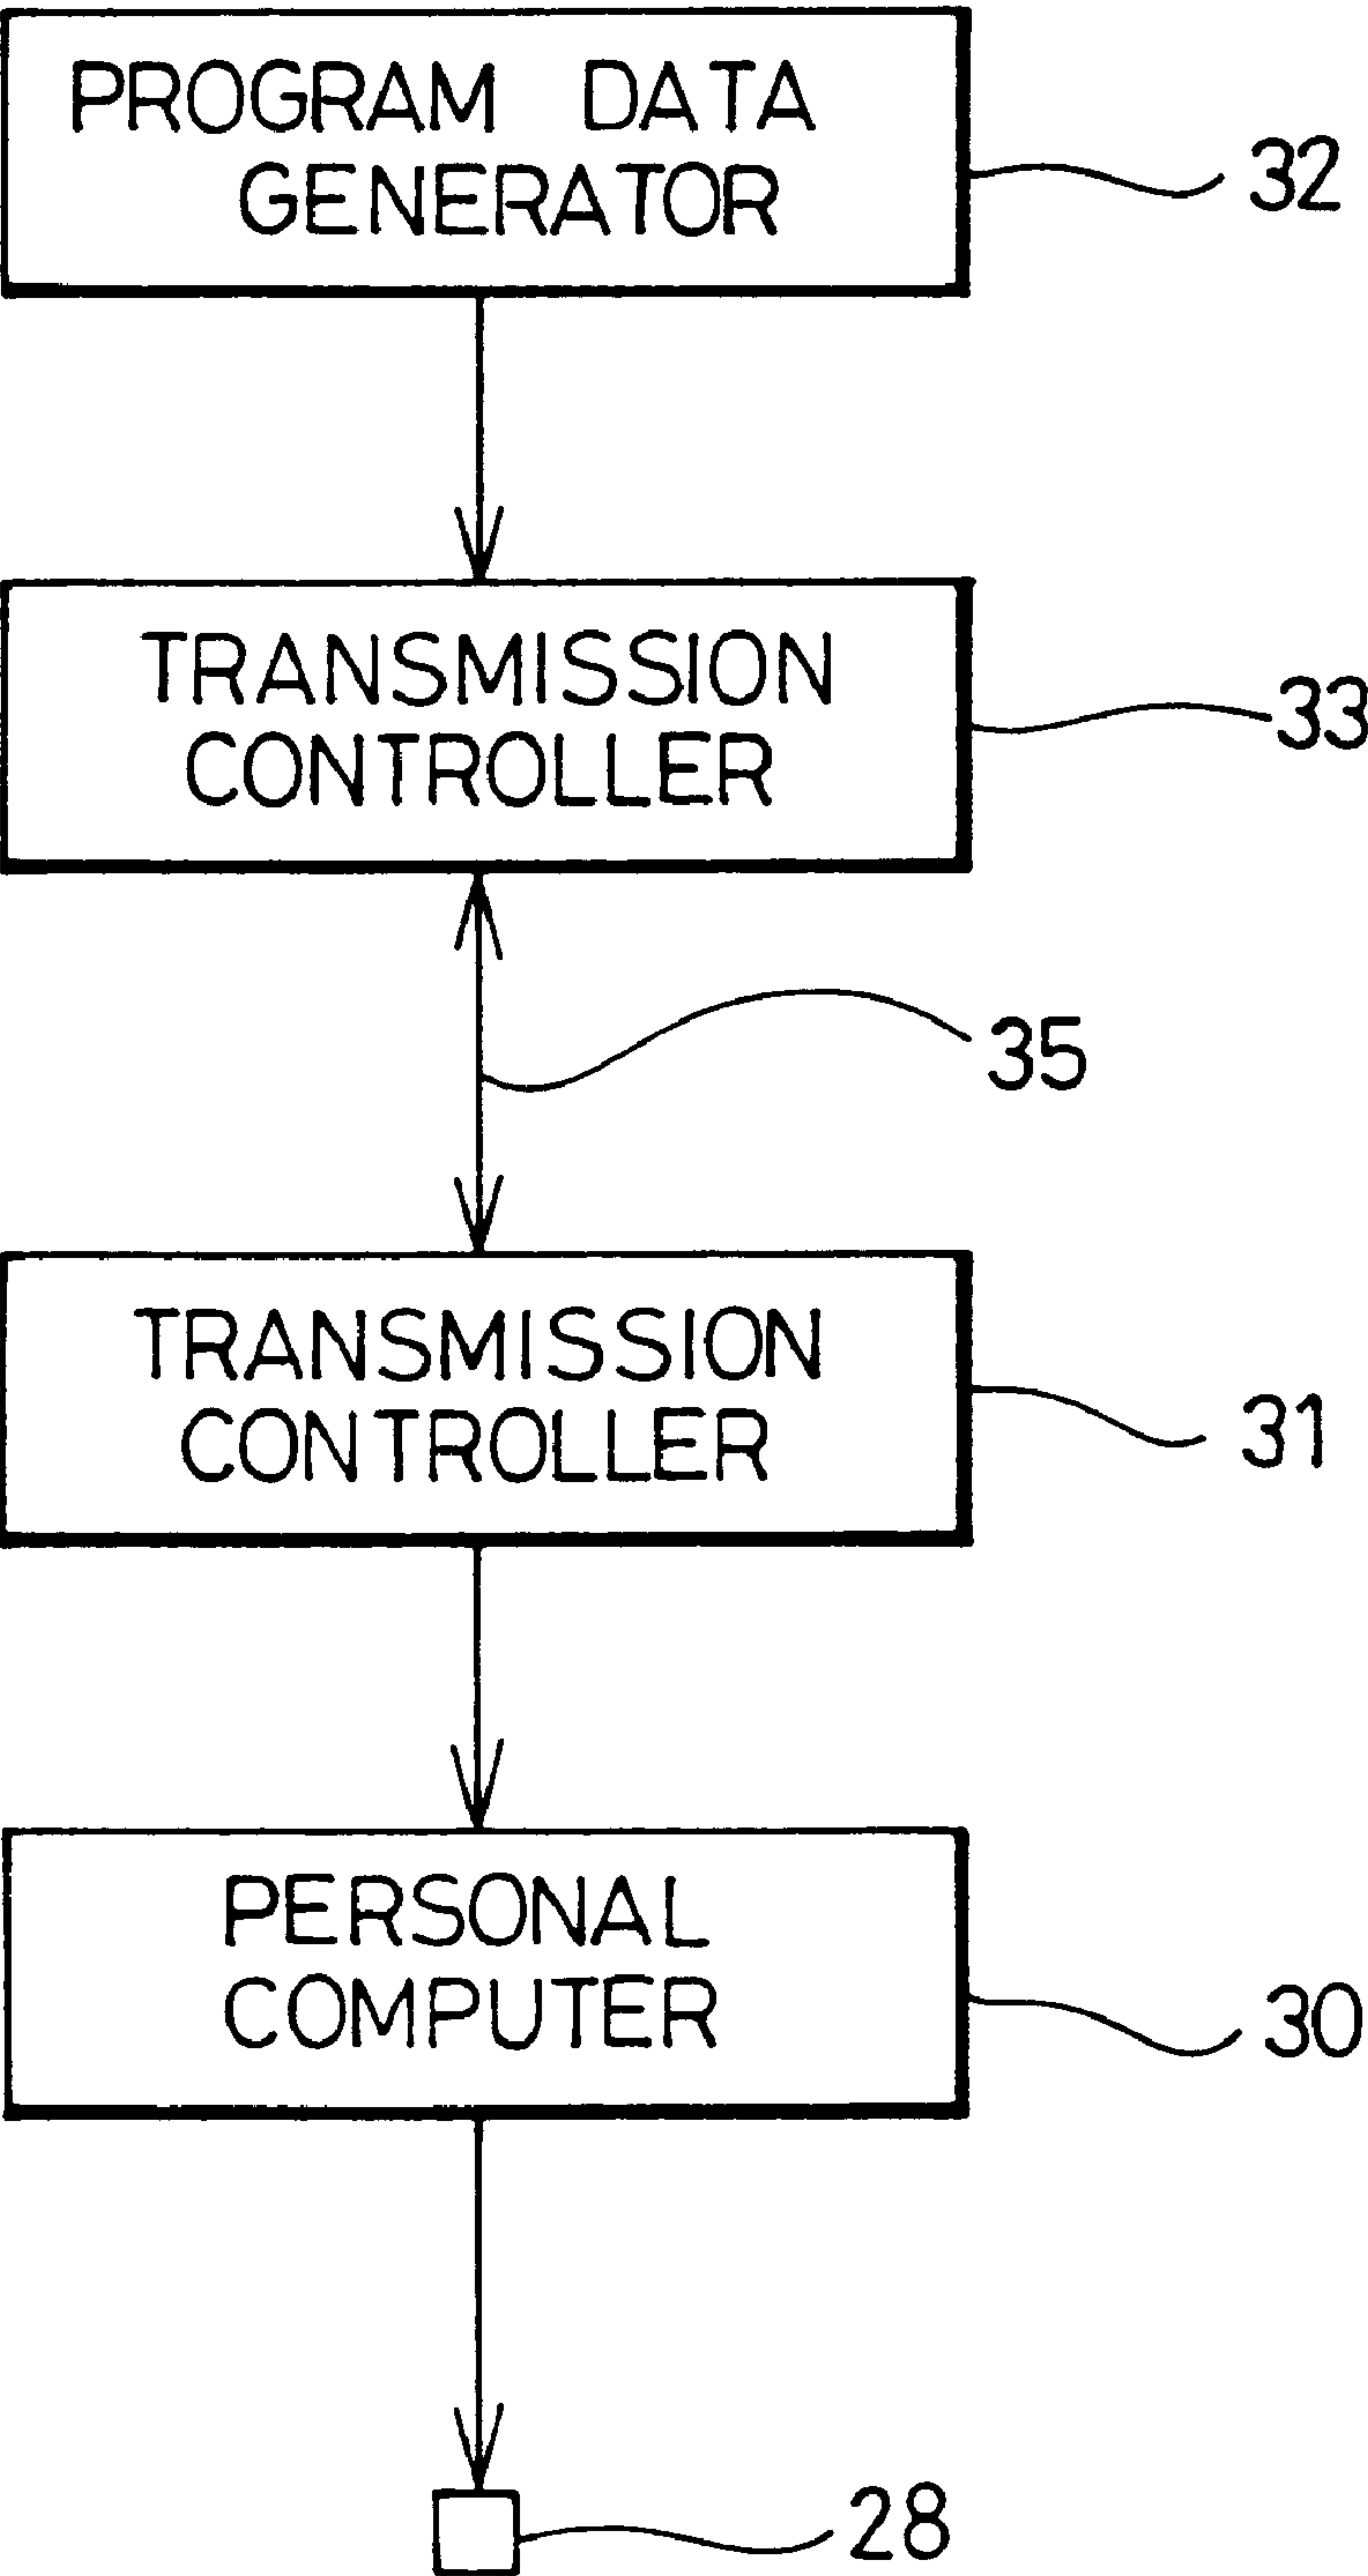 PROGRAM DATA
GENERATOR
32
TRANSMISSION
CONTROLLER
33
35
TRANSMISSION
CONTROLLER
31
PERSONAL
COMPUTER
30
28